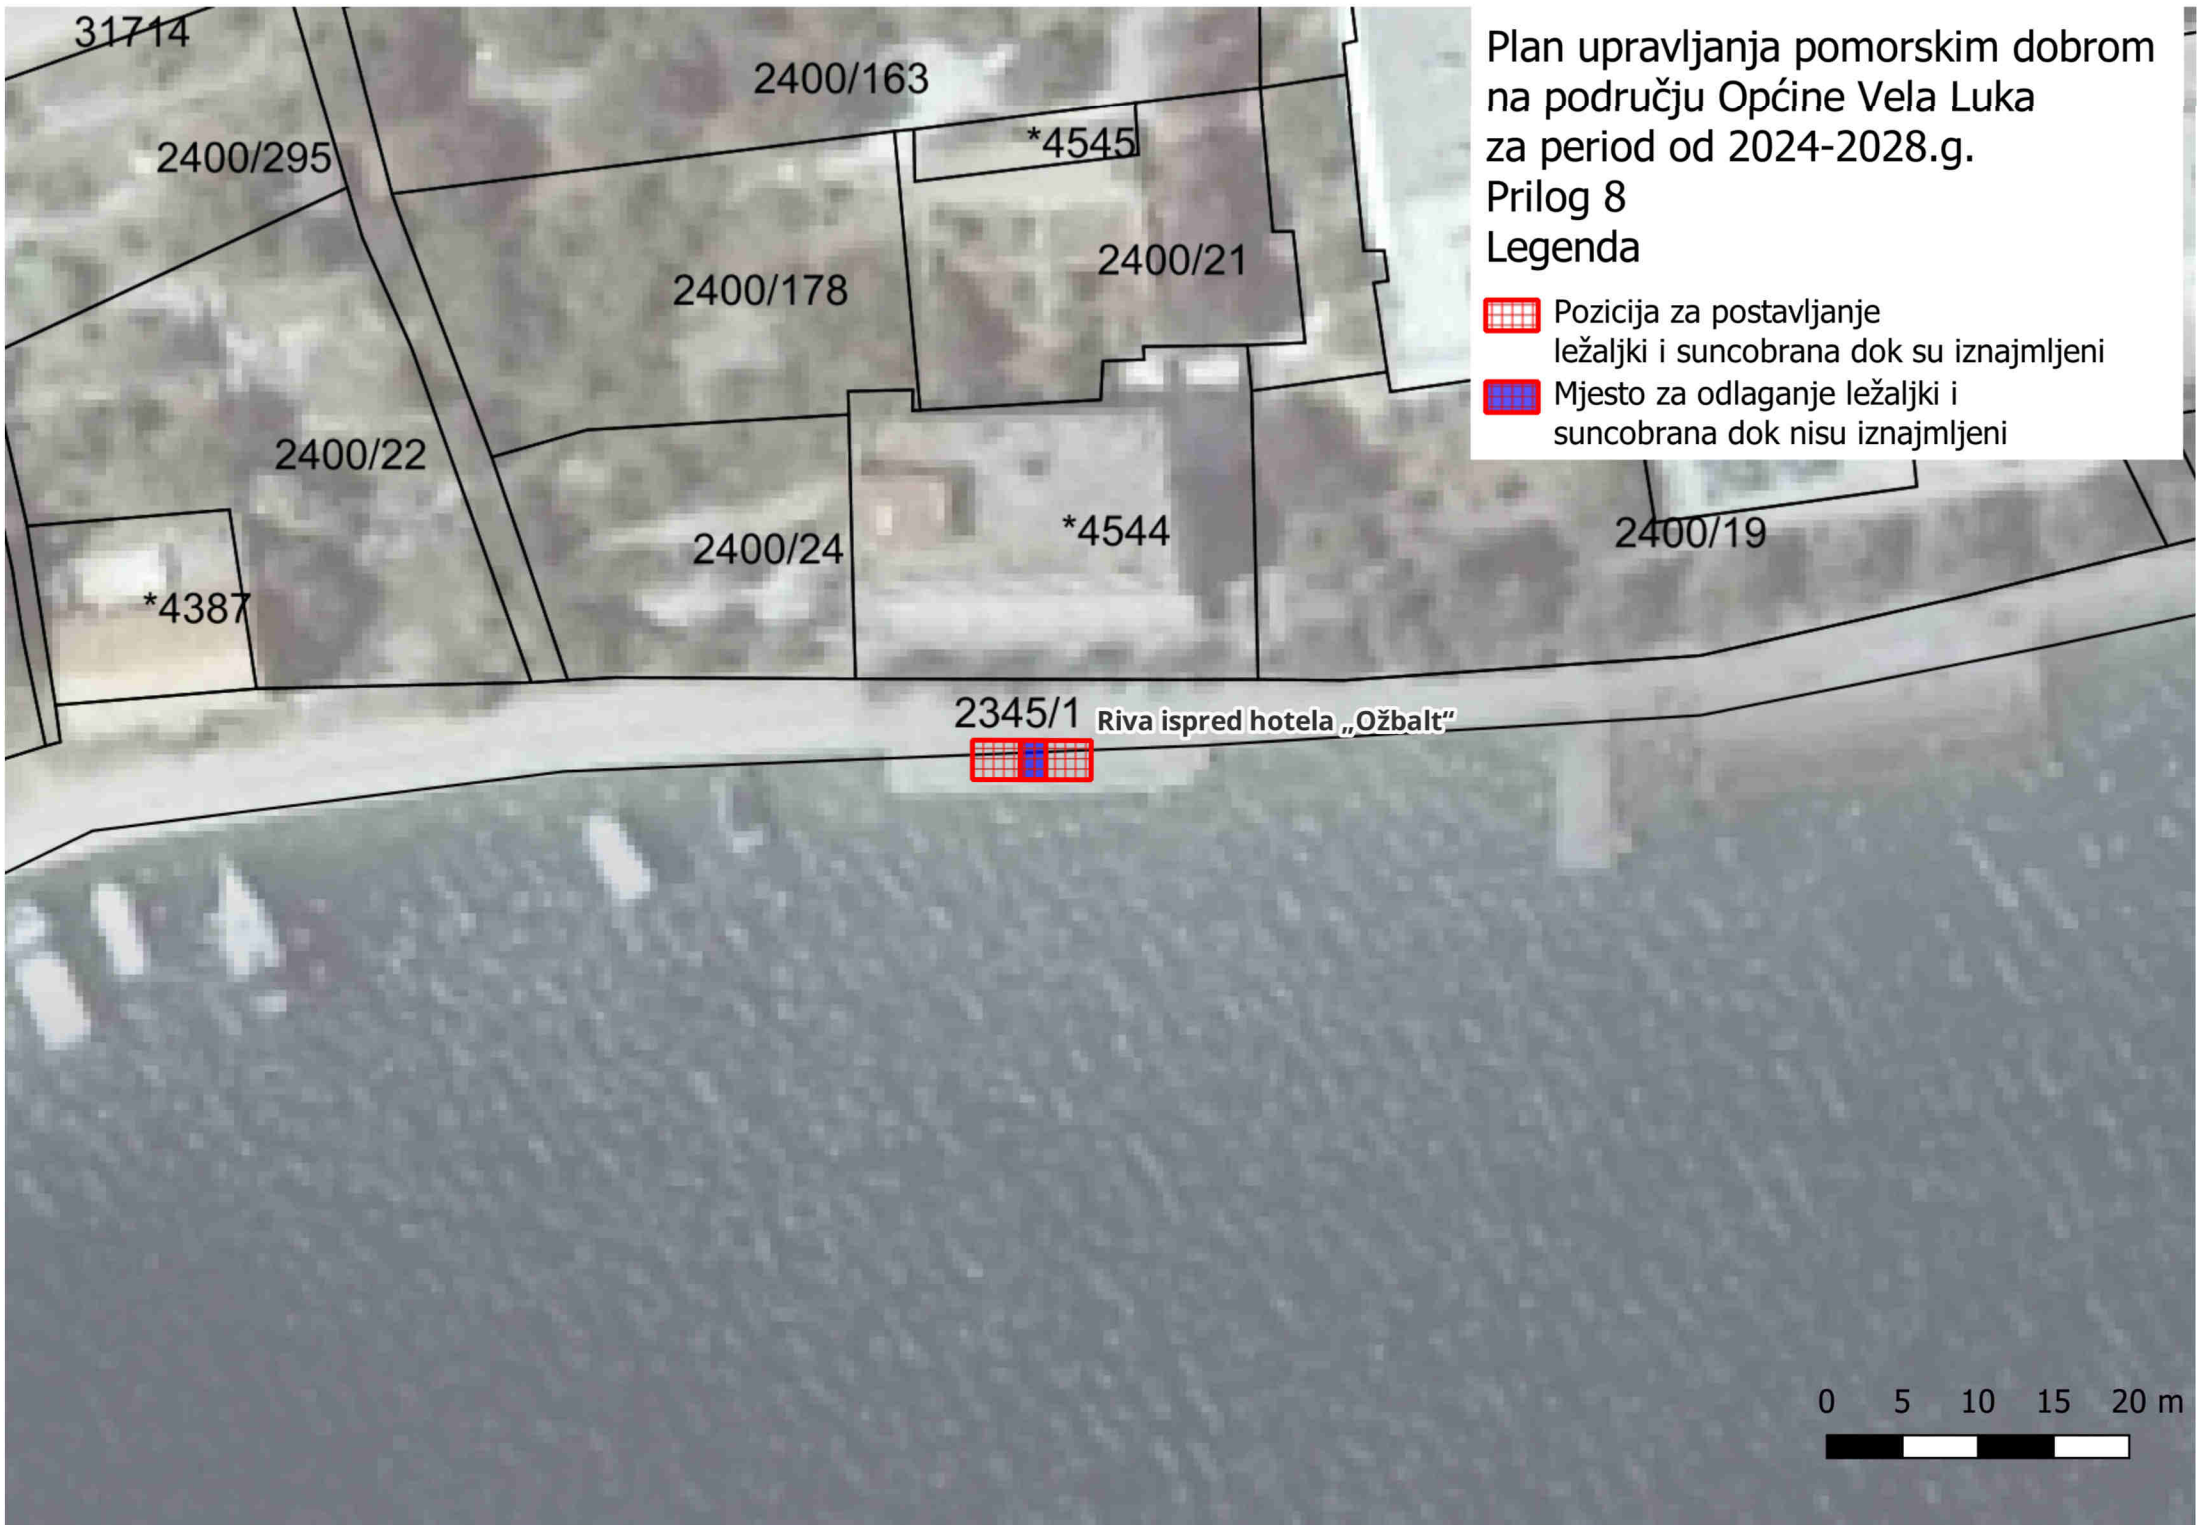 Plan upravljanja pomorskim dobrom
na području Općine Vela Luka
za period od 2024-2028.g.
Prilog 8
Legenda
Pozicija za postavljanje
ležaljki i suncobrana dok su iznajmljeni
Mjesto za odlaganje ležaljki i
suncobrana dok nisu iznajmljeni
31714
2400/163
*4545
2400/295
2400/21
2400/178
2400/22
*4544
2400/19
2400/24
*4387
2345/1
Riva ispred hotela „Ožbalt“
0 5 10 15 20 m